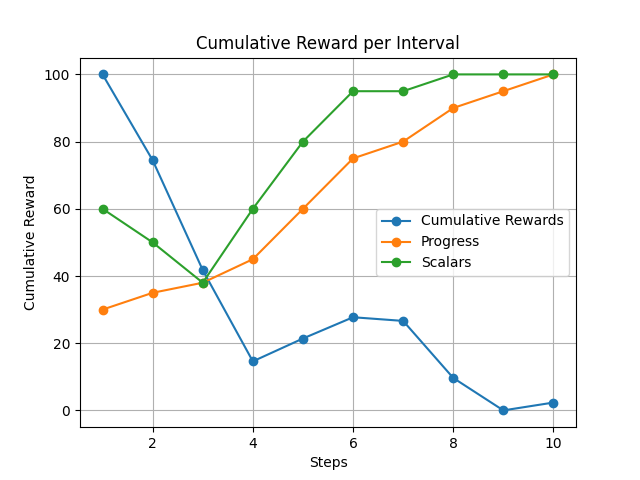 Cumulative Reward per Interval
Cumulative Reward
100
80
60
40
20
0
Cumulative Rewards
Progress
Scalars
2 4 6 8 10
Steps